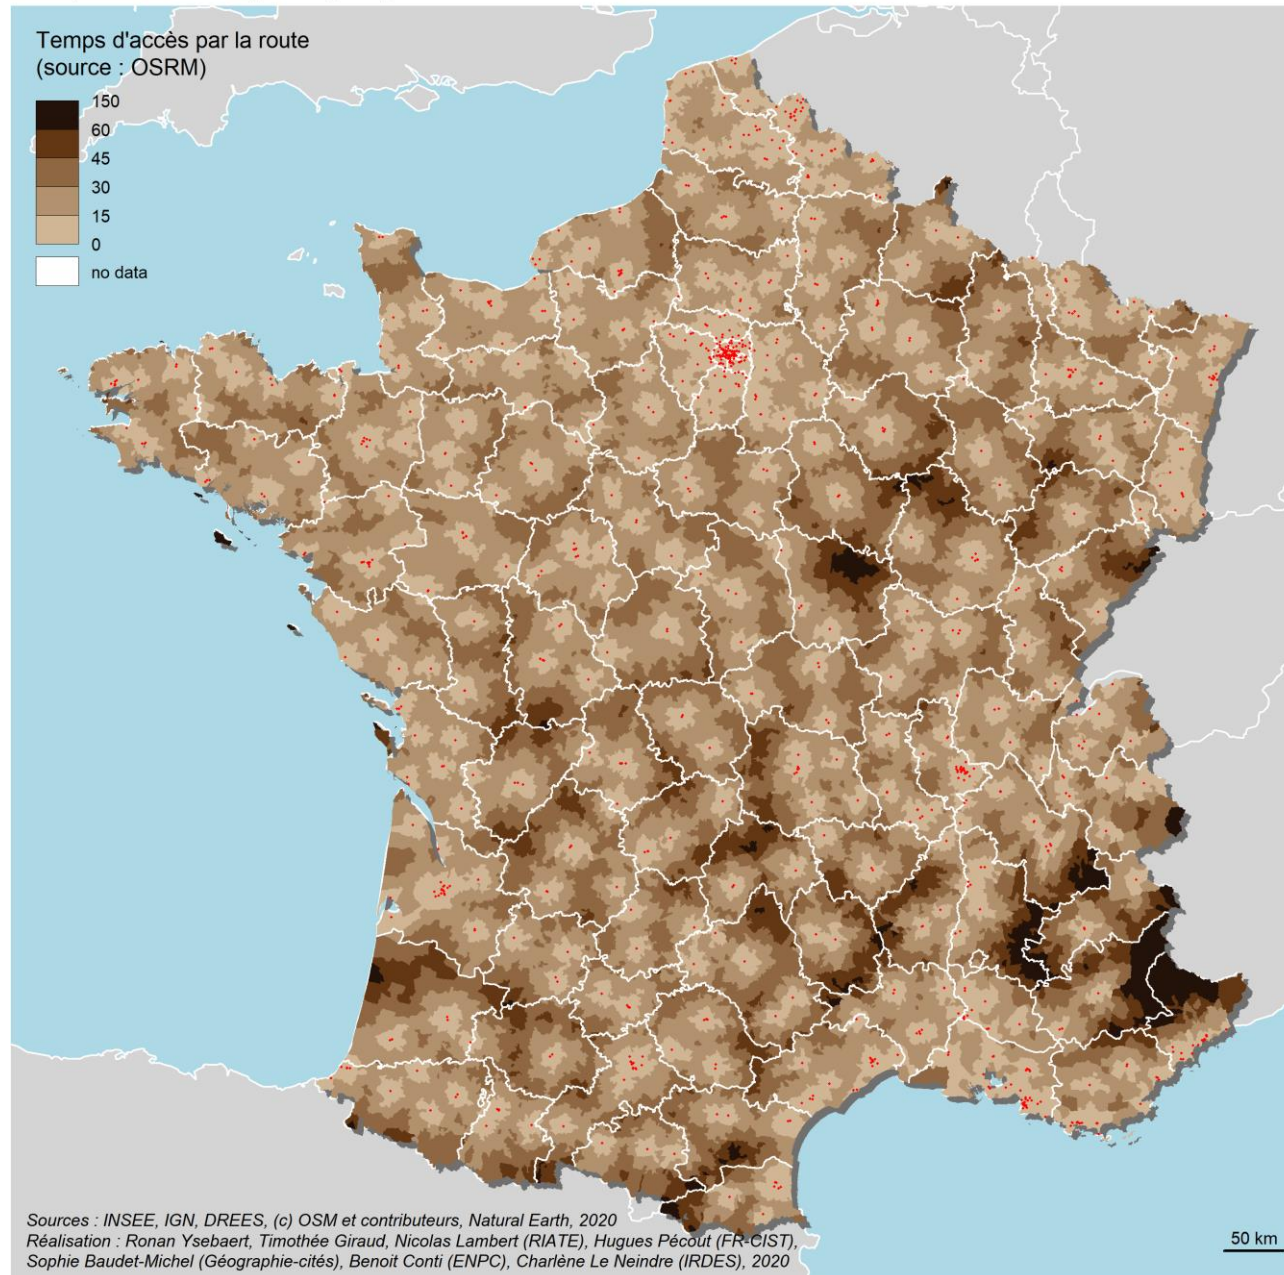 Temps d'accès par la route
(source : OSRM)
150
60
45
30
15
0
no data
Sources : INSEE, IGN, DREES, (c) OSM et contributeurs, Natural Earth, 2020
Réalisation : Ronan Ysebaert, Timothée Giraud, Nicolas Lambert (RIATE), Hugues Pécout (FR-CIST),
Sophie Baudet-Michel (Géographie-cités), Benoit Conti (ENPC), Charlène Le Neindre (IRDES), 2020
50 km